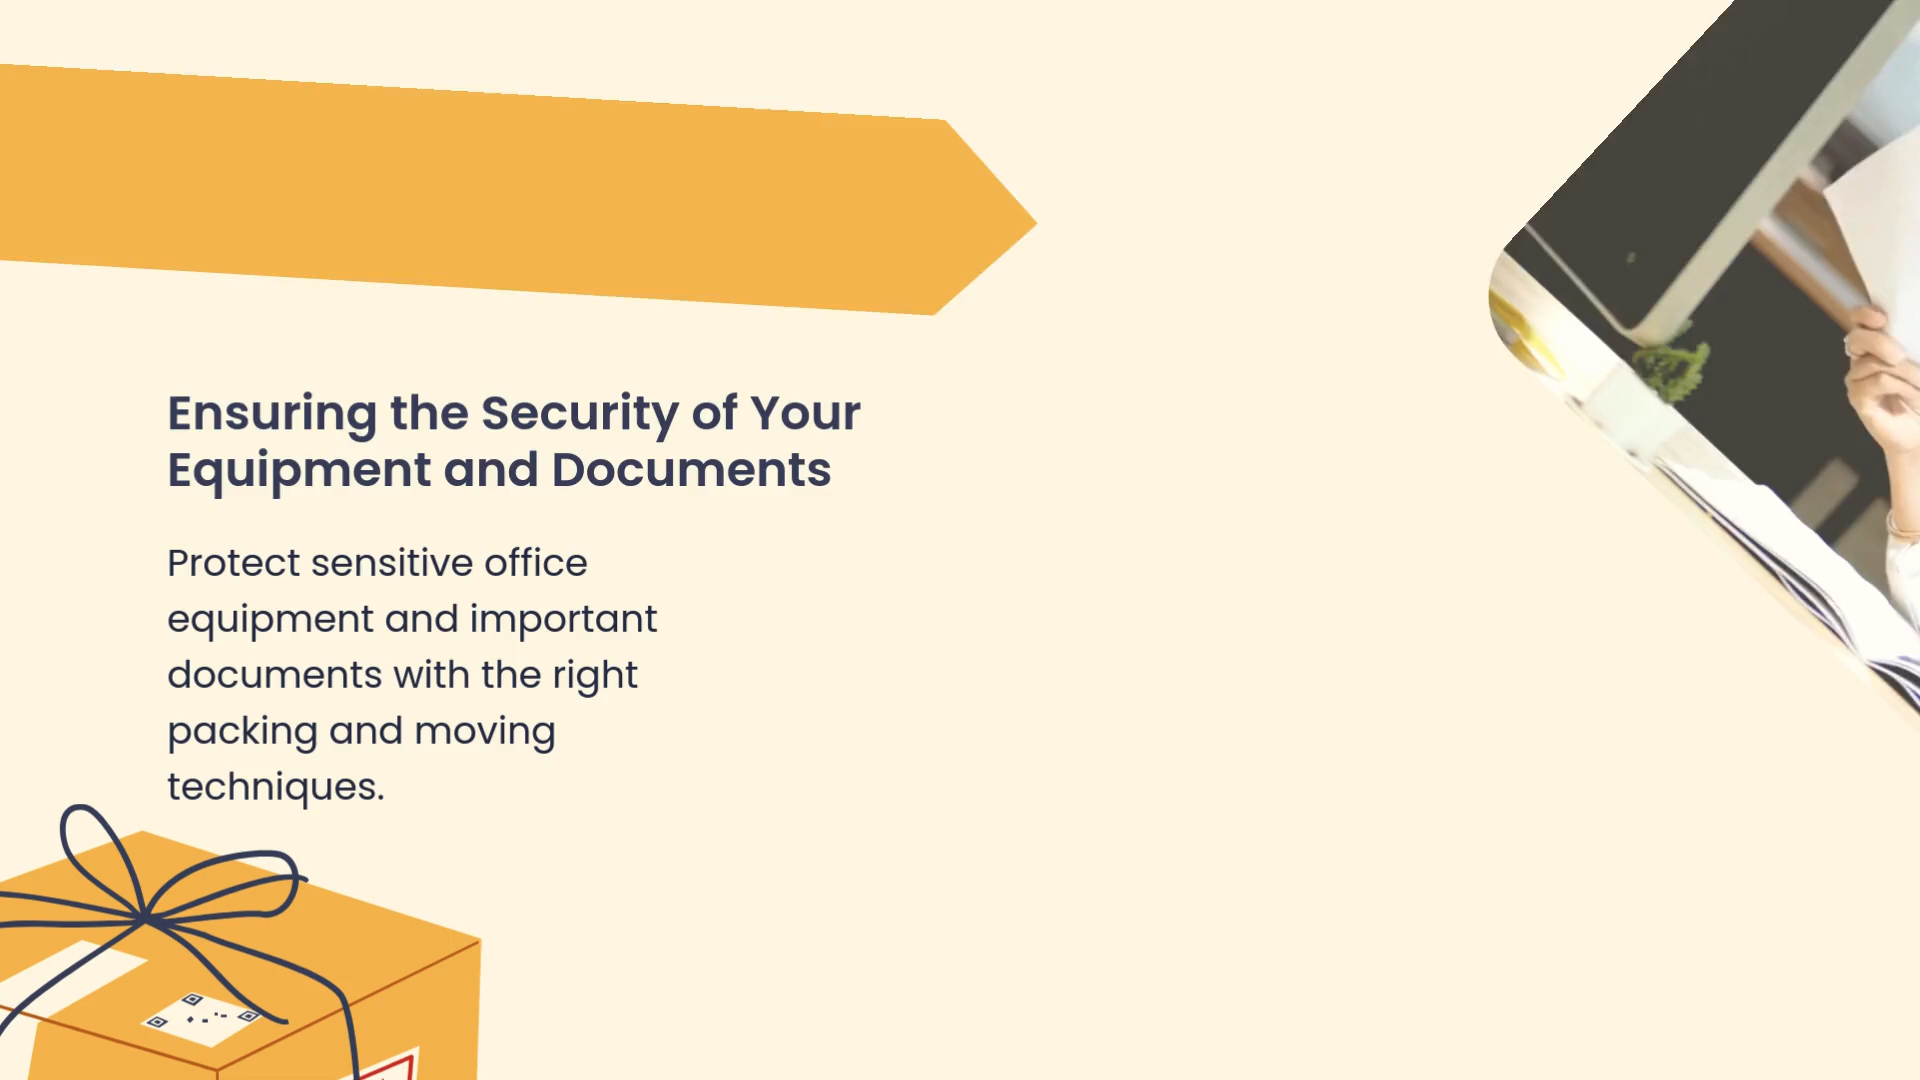 Ensuring the Security of Your
Equipment and Documents
Protect sensitive office
equipment and important
documents with the right
packing and moving
techniques.